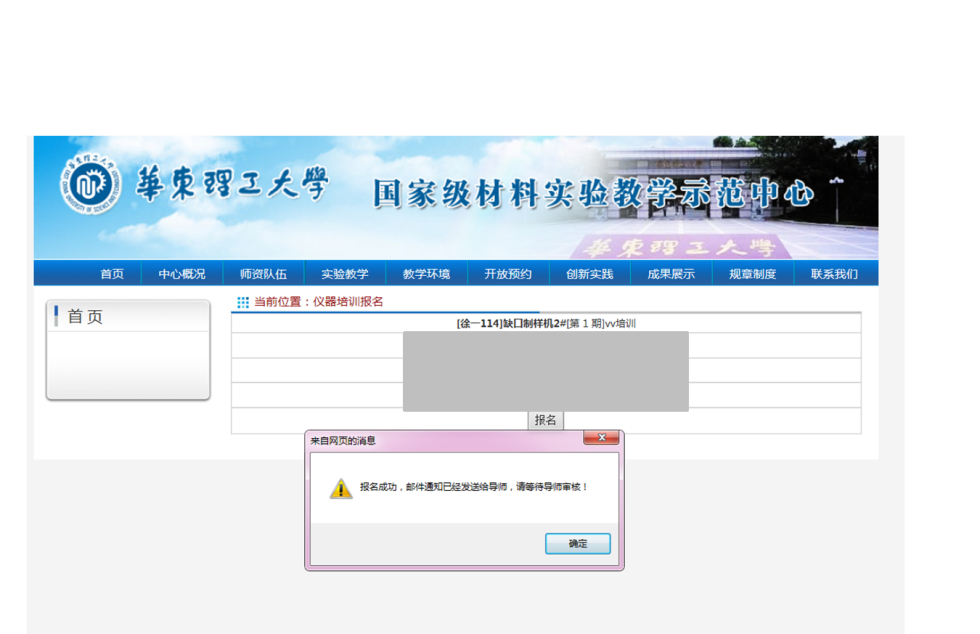 華東理工大學
国家级材料实验教学示范中心
華東理工大學
首页 中心概况 师资队伍 实验教学 教学环境 开放预约 创新实践 成果展示 规章制度 联系我们
首页
当前位置：仪器培训报名
[徐一114]缺口制样机2#[第 1 期]vv培训
报名
来自网页的消息
报名成功，邮件通知已经发送给导师，请等待导师审核！
确定